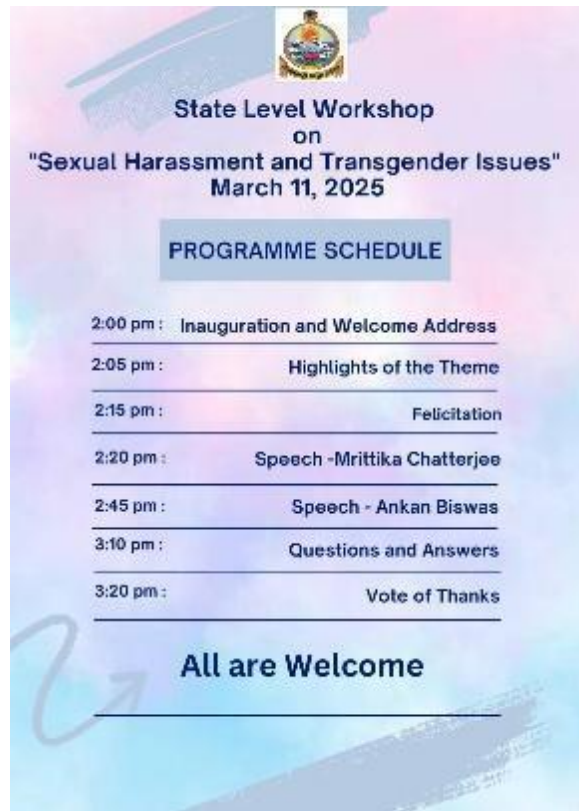 State Level Workshop
on
"Sexual Harassment and Transgender Issues"
March 11, 2025
PROGRAMME SCHEDULE
2:00 pm : Inauguration and Welcome Address
2:05 pm : Highlights of the Theme
2:15 pm : Felicitation
2:20 pm : Speech -Mrittika Chatterjee
2:45 pm : Speech - Ankan Biswas
3:10 pm : Questions and Answers
3:20 pm : Vote of Thanks
All are Welcome